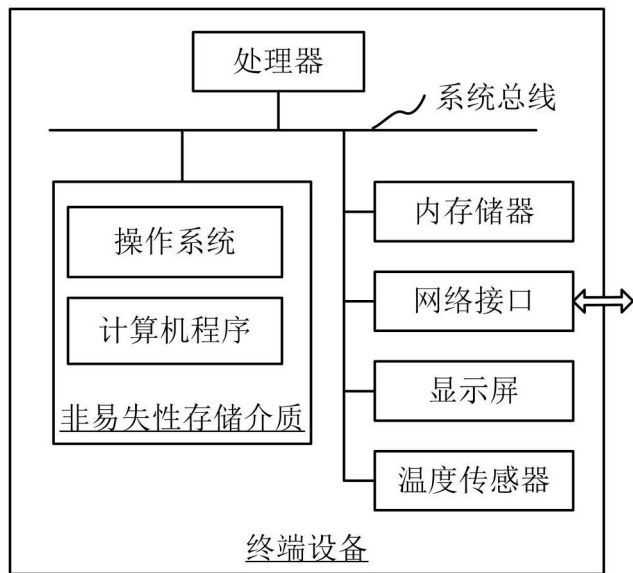 处理器
系统总线
操作系统
计算机程序
非易失性存储介质
内存储器
网络接口
显示屏
温度传感器
终端设备